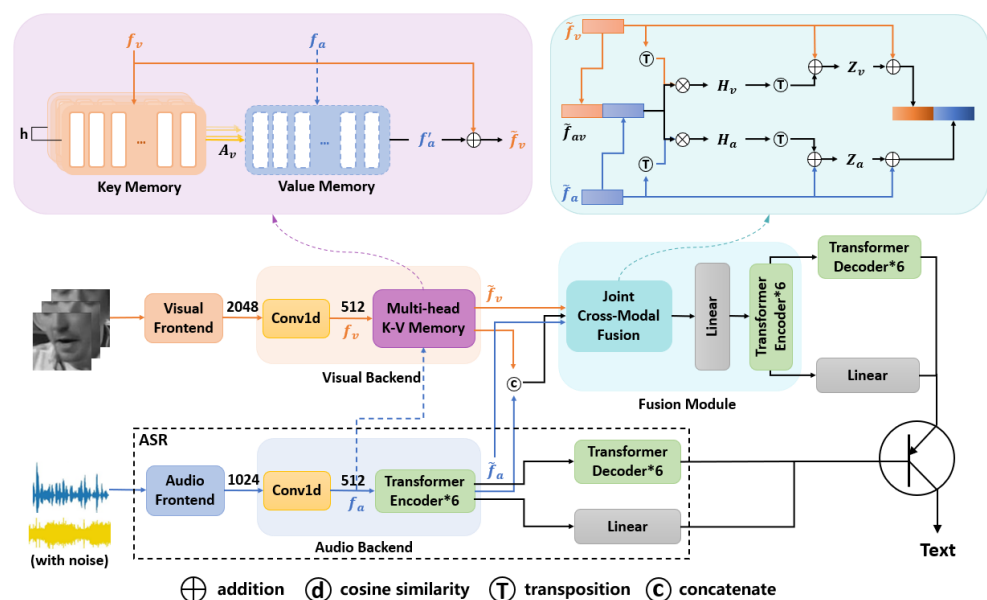 f_v
f_a
h
...
A_v
...
f'_a
f̃_v
Key Memory
Value Memory
f̃_v
T
H_v
T
Z_v
f̃_av
H_a
T
Z_a
T
f̃_a
Visual
Frontend
2048
Conv1d
512
f_v
Multi-head
K-V Memory
Visual Backend
f̃_v
c
Joint
Cross-Modal
Fusion
Linear
Transformer
Encoder*6
Transformer
Decoder*6
Linear
Fusion Module
ASR
Audio
Frontend
1024
Conv1d
512
f_a
Transformer
Encoder*6
Audio Backend
f̃_a
Transformer
Decoder*6
Linear
(with noise)
Text
addition d cosine similarity T transposition c concatenate